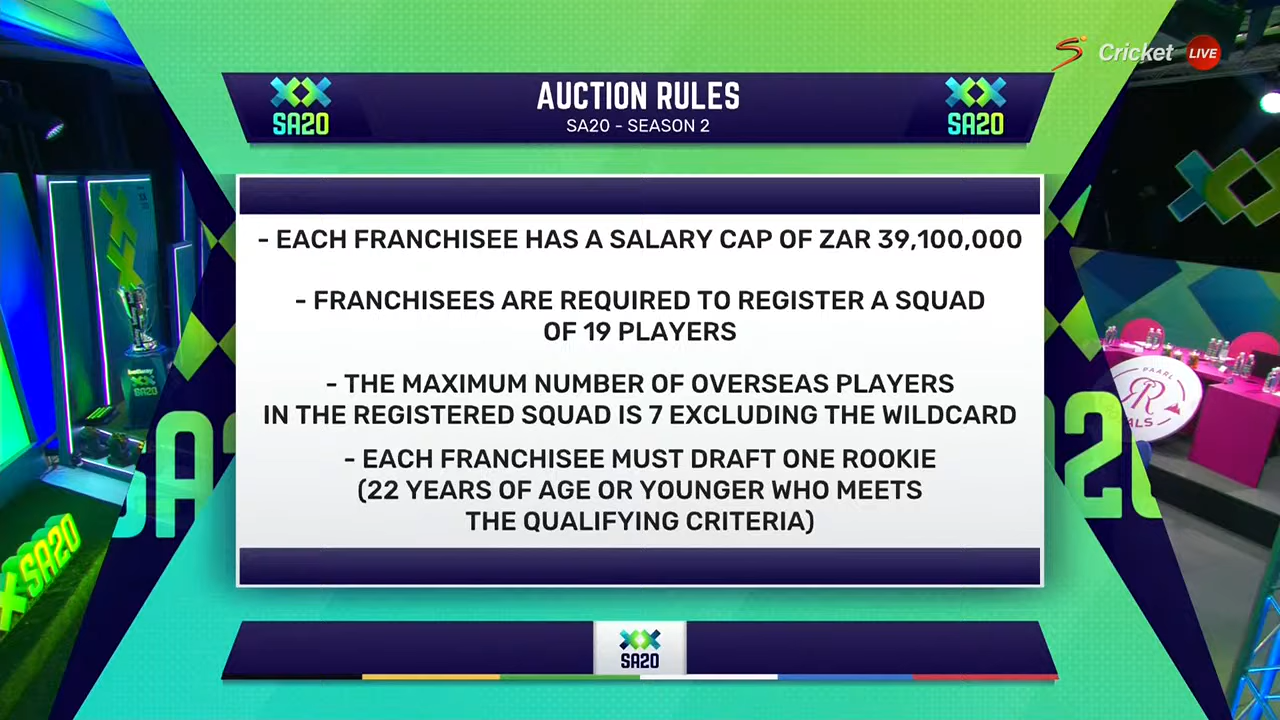 Cricket LIVE
AUCTION RULES
SA20 - SEASON 2
SA20
SA20
- EACH FRANCHISEE HAS A SALARY CAP OF ZAR 39,100,000
- FRANCHISEES ARE REQUIRED TO REGISTER A SQUAD
OF 19 PLAYERS
- THE MAXIMUM NUMBER OF OVERSEAS PLAYERS
IN THE REGISTERED SQUAD IS 7 EXCLUDING THE WILDCARD
- EACH FRANCHISEE MUST DRAFT ONE ROOKIE
(22 YEARS OF AGE OR YOUNGER WHO MEETS
THE QUALIFYING CRITERIA)
SA20
SA20
SA20
PAARL